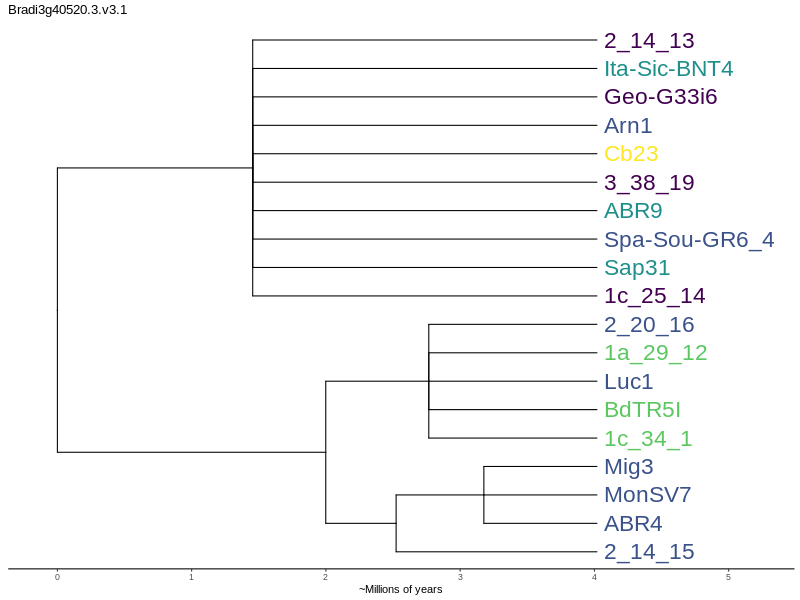 Bradi3g40520.3.v3.1
2_14_13
Ita-Sic-BNT4
Geo-G33i6
Arn1
Cb23
3_38_19
ABR9
Spa-Sou-GR6_4
Sap31
1c_25_14
2_20_16
1a_29_12
Luc1
BdTR5I
1c_34_1
Mig3
MonSV7
ABR4
2_14_15
0 1 2 3 4 5
~Millions of years